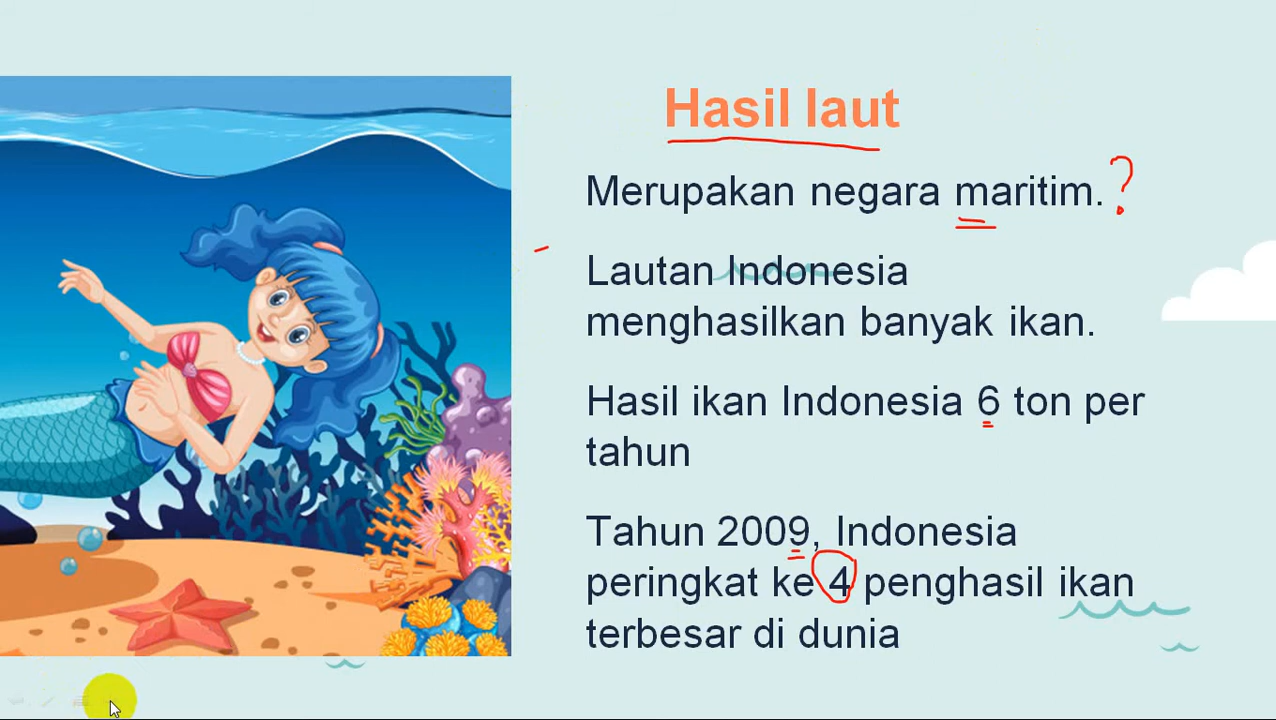 Hasil laut
Merupakan negara maritim. ?
Lautan Indonesia
menghasilkan banyak ikan.
Hasil ikan Indonesia 6 ton per
tahun
Tahun 2009, Indonesia
peringkat ke 4 penghasil ikan
terbesar di dunia